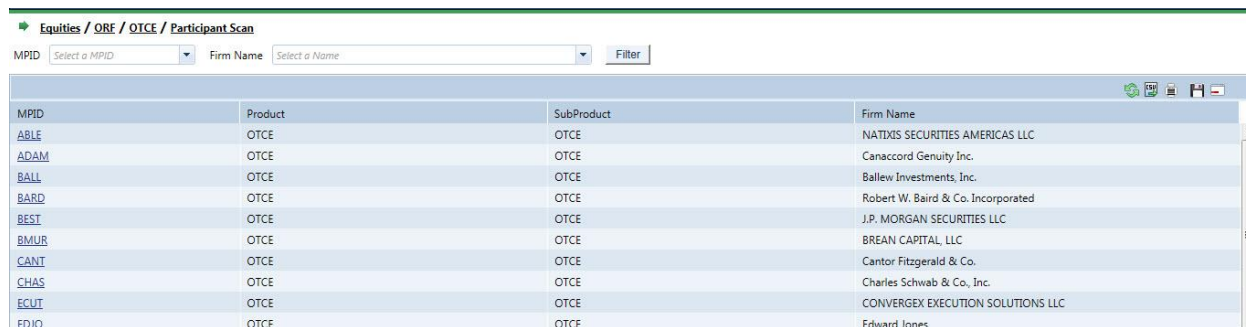 Equities / ORF / OTCE / Participant Scan
MPID Select a MPID Firm Name Select a Name Filter
CSV
MPID Product SubProduct Firm Name
ABLE OTCE OTCE NATIXIS SECURITIES AMERICAS LLC
ADAM OTCE OTCE Canaccord Genuity Inc.
BALL OTCE OTCE Ballew Investments, Inc.
BARD OTCE OTCE Robert W. Baird & Co. Incorporated
BEST OTCE OTCE J.P. MORGAN SECURITIES LLC
BMUR OTCE OTCE BREAN CAPITAL, LLC
CANT OTCE OTCE Cantor Fitzgerald & Co.
CHAS OTCE OTCE Charles Schwab & Co., Inc.
ECUT OTCE OTCE CONVERGEX EXECUTION SOLUTIONS LLC
EDJO OTCE OTCE Edward Jones